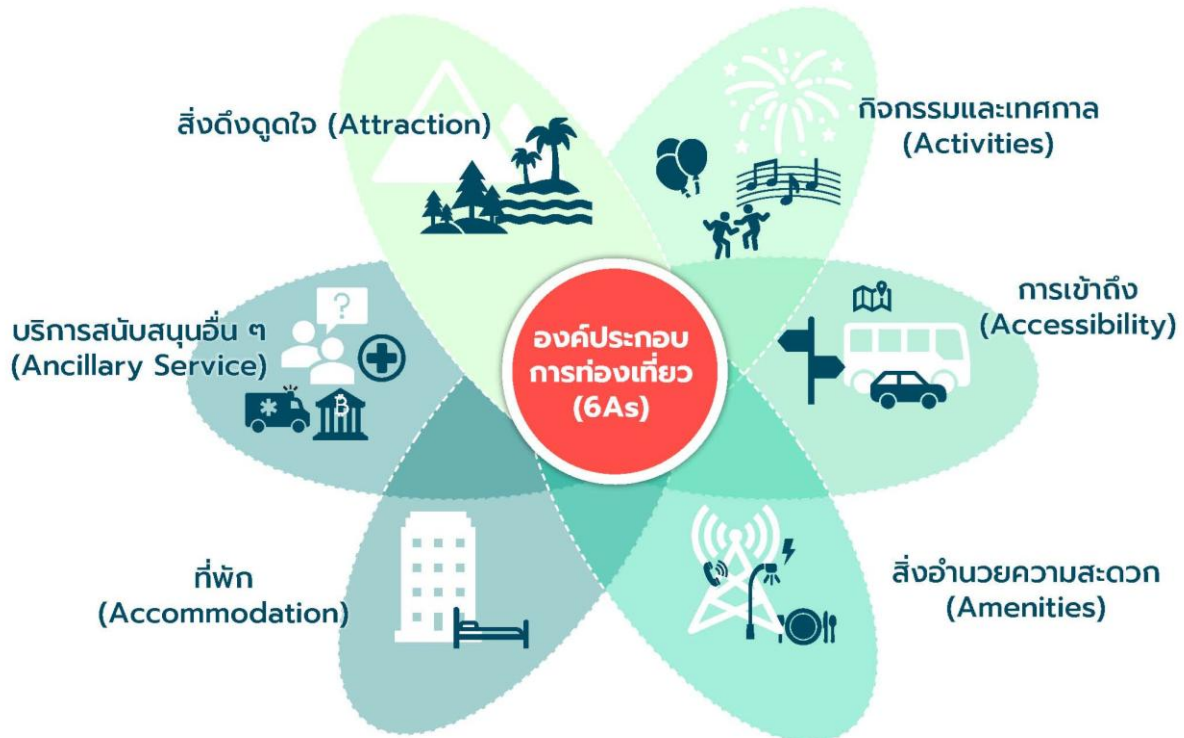 สิ่งดึงดูดใจ (Attraction)
กิจกรรมและเทศกาล
(Activities)
บริการสนับสนุนอื่น ๆ
(Ancillary Service)
องค์ประกอบ
การท่องเที่ยว
(6As)
การเข้าถึง
(Accessibility)
ที่พัก
(Accommodation)
สิ่งอำนวยความสะดวก
(Amenities)